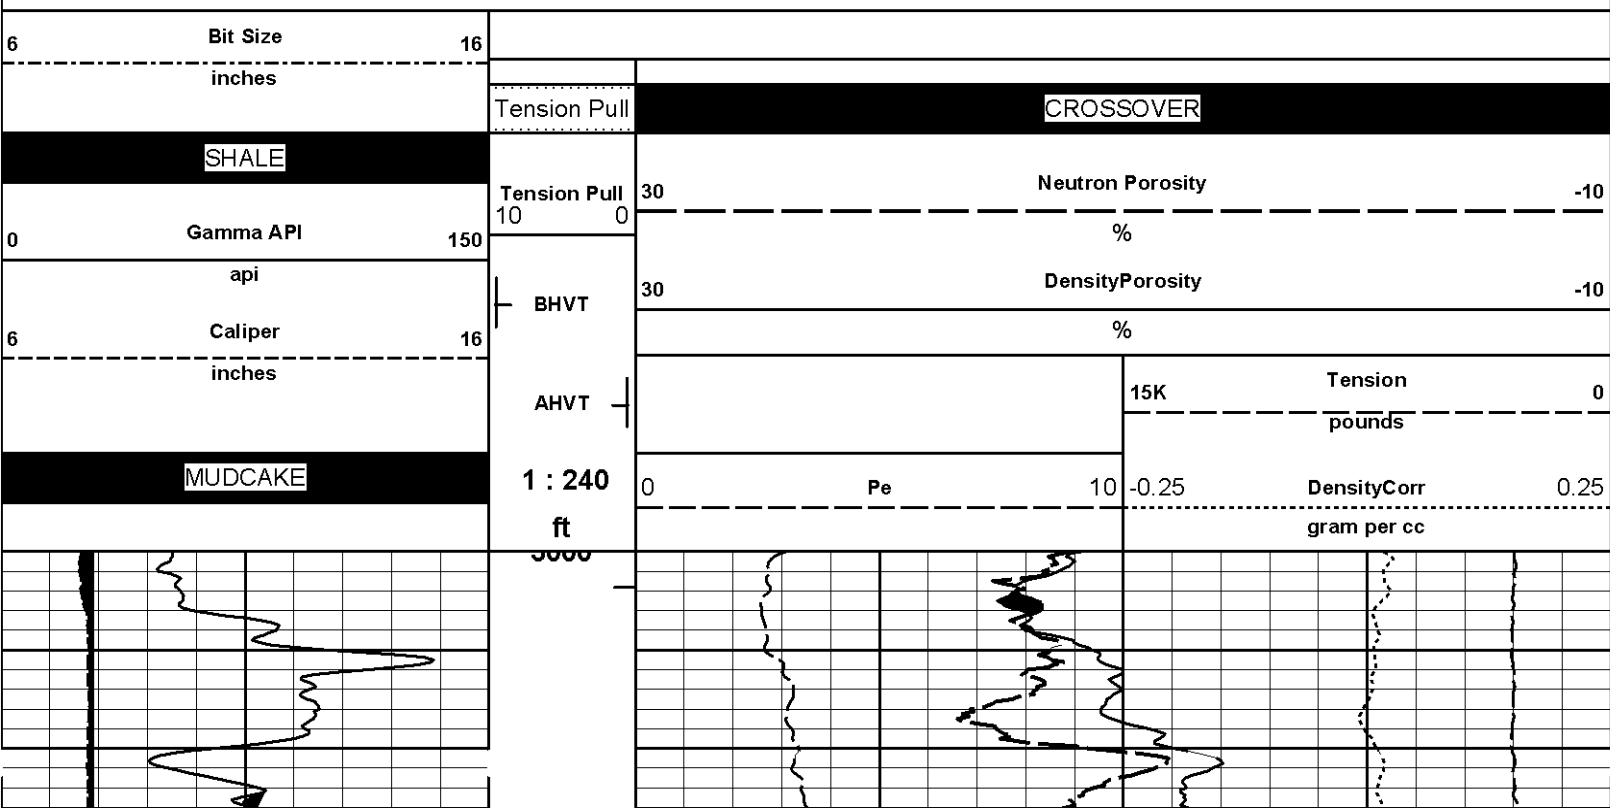 Bit Size
6 16
inches
Tension Pull
CROSSOVER
SHALE
Tension Pull
10 0
Neutron Porosity
30 -10
%
Gamma API
0 150
api
DensityPorosity
30 -10
%
BHVT
Caliper
6 16
inches
AHVT
Tension
15K 0
pounds
MUDCAKE
1 : 240
ft
0 Pe 10
-0.25 DensityCorr 0.25
gram per cc